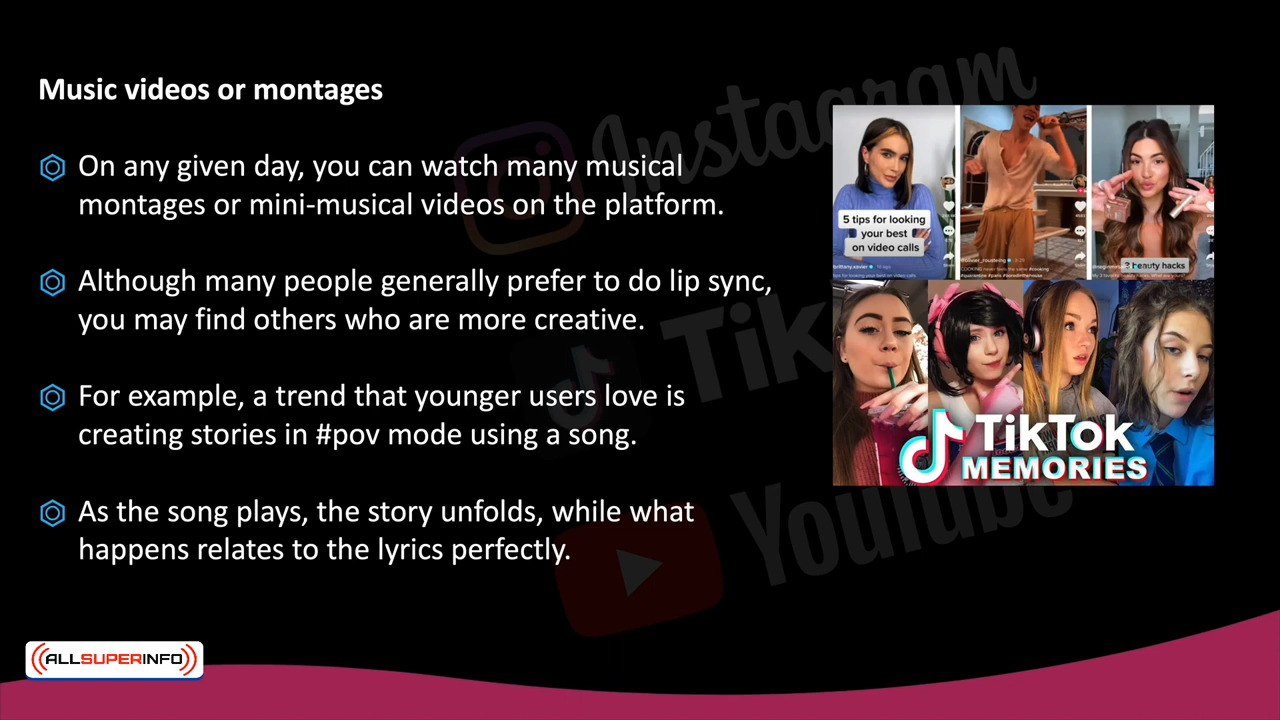 Music videos or montages
On any given day, you can watch many musical
montages or mini-musical videos on the platform.
Although many people generally prefer to do lip sync,
you may find others who are more creative.
For example, a trend that younger users love is
creating stories in #pov mode using a song.
As the song plays, the story unfolds, while what
happens relates to the lyrics perfectly.
Instagram
TikTok
YouTube
5 tips for looking
your best
on video calls
3 beauty hacks
TikTok
MEMORIES
ALLSUPERINFO